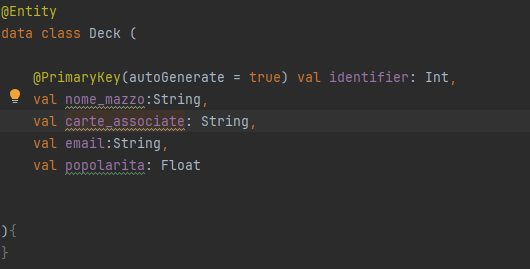 @Entity
data class Deck (
@PrimaryKey(autoGenerate = true) val identifier: Int,
val nome_mazzo:String,
val carte_associate: String,
val email:String,
val popolarita: Float
){
}